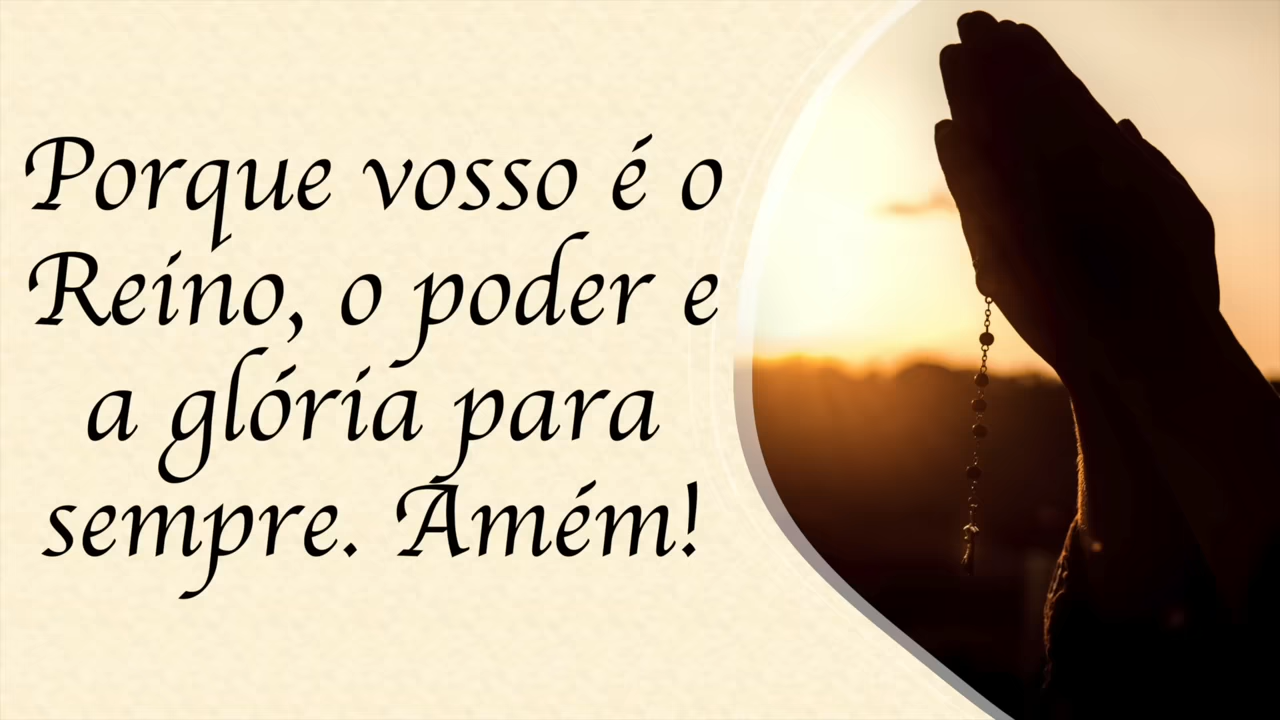 Porque vosso é o
Reino, o poder e
a glória para
sempre. Amém!